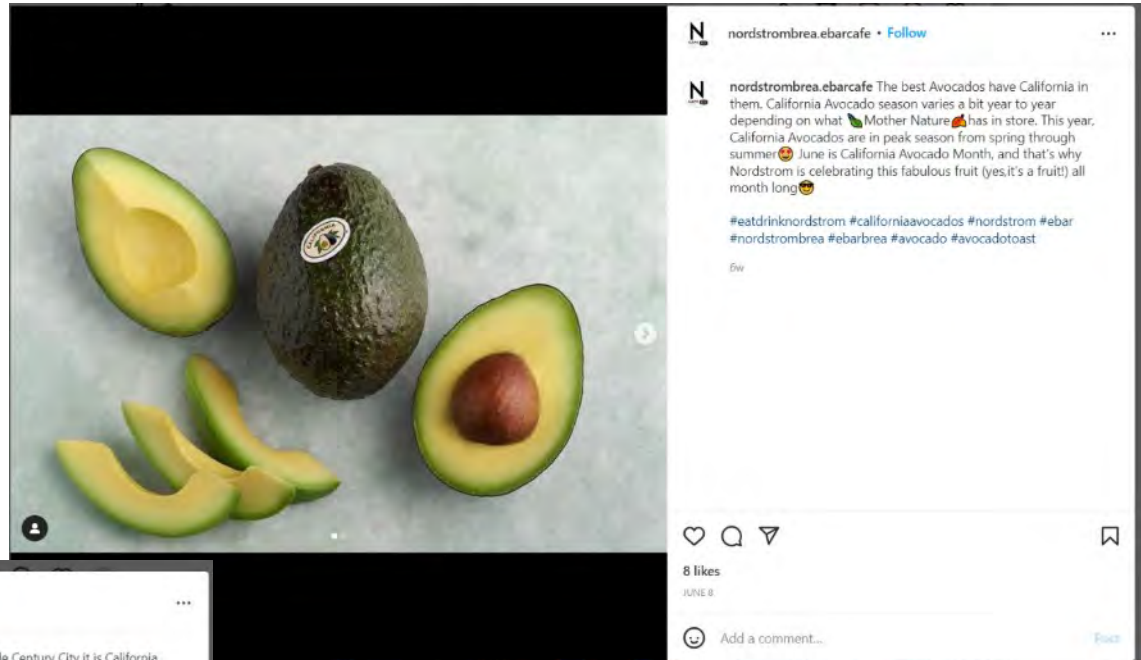 N
nordstrombrea.ebarcafe • Follow
N
nordstrombrea.ebarcafe The best Avocados have California in
them. California Avocado season varies a bit year to year
depending on what Mother Nature has in store. This year,
California Avocados are in peak season from spring through
summer😍 June is California Avocado Month, and that's why
Nordstrom is celebrating this fabulous fruit (yes,it's a fruit!) all
month long😎
#eatdrinknordstrom #californiaavocados #nordstrom #ebar
#nordstrombrea #ebarbrea #avocado #avocadotoast
6w
CALIFORNIA
8 likes
JUNE 8
Add a comment...
Post
Century City it is California